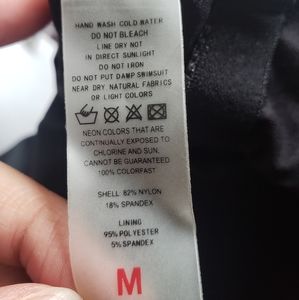 HAND WASH COLD WATER
DO NOT BLEACH
LINE DRY NOT
IN DIRECT SUNLIGHT
DO NOT IRON
DO NOT PUT DAMP SWIMSUIT
NEAR DRY, NATURAL FABRICS
OR LIGHT COLORS
NEON COLORS THAT ARE
CONTINUALLY EXPOSED TO
CHLORINE AND SUN,
CANNOT BE GUARANTEED
100% COLORFAST
SHELL: 82% NYLON
18% SPANDEX
LINING
95% POLYESTER
5% SPANDEX
M